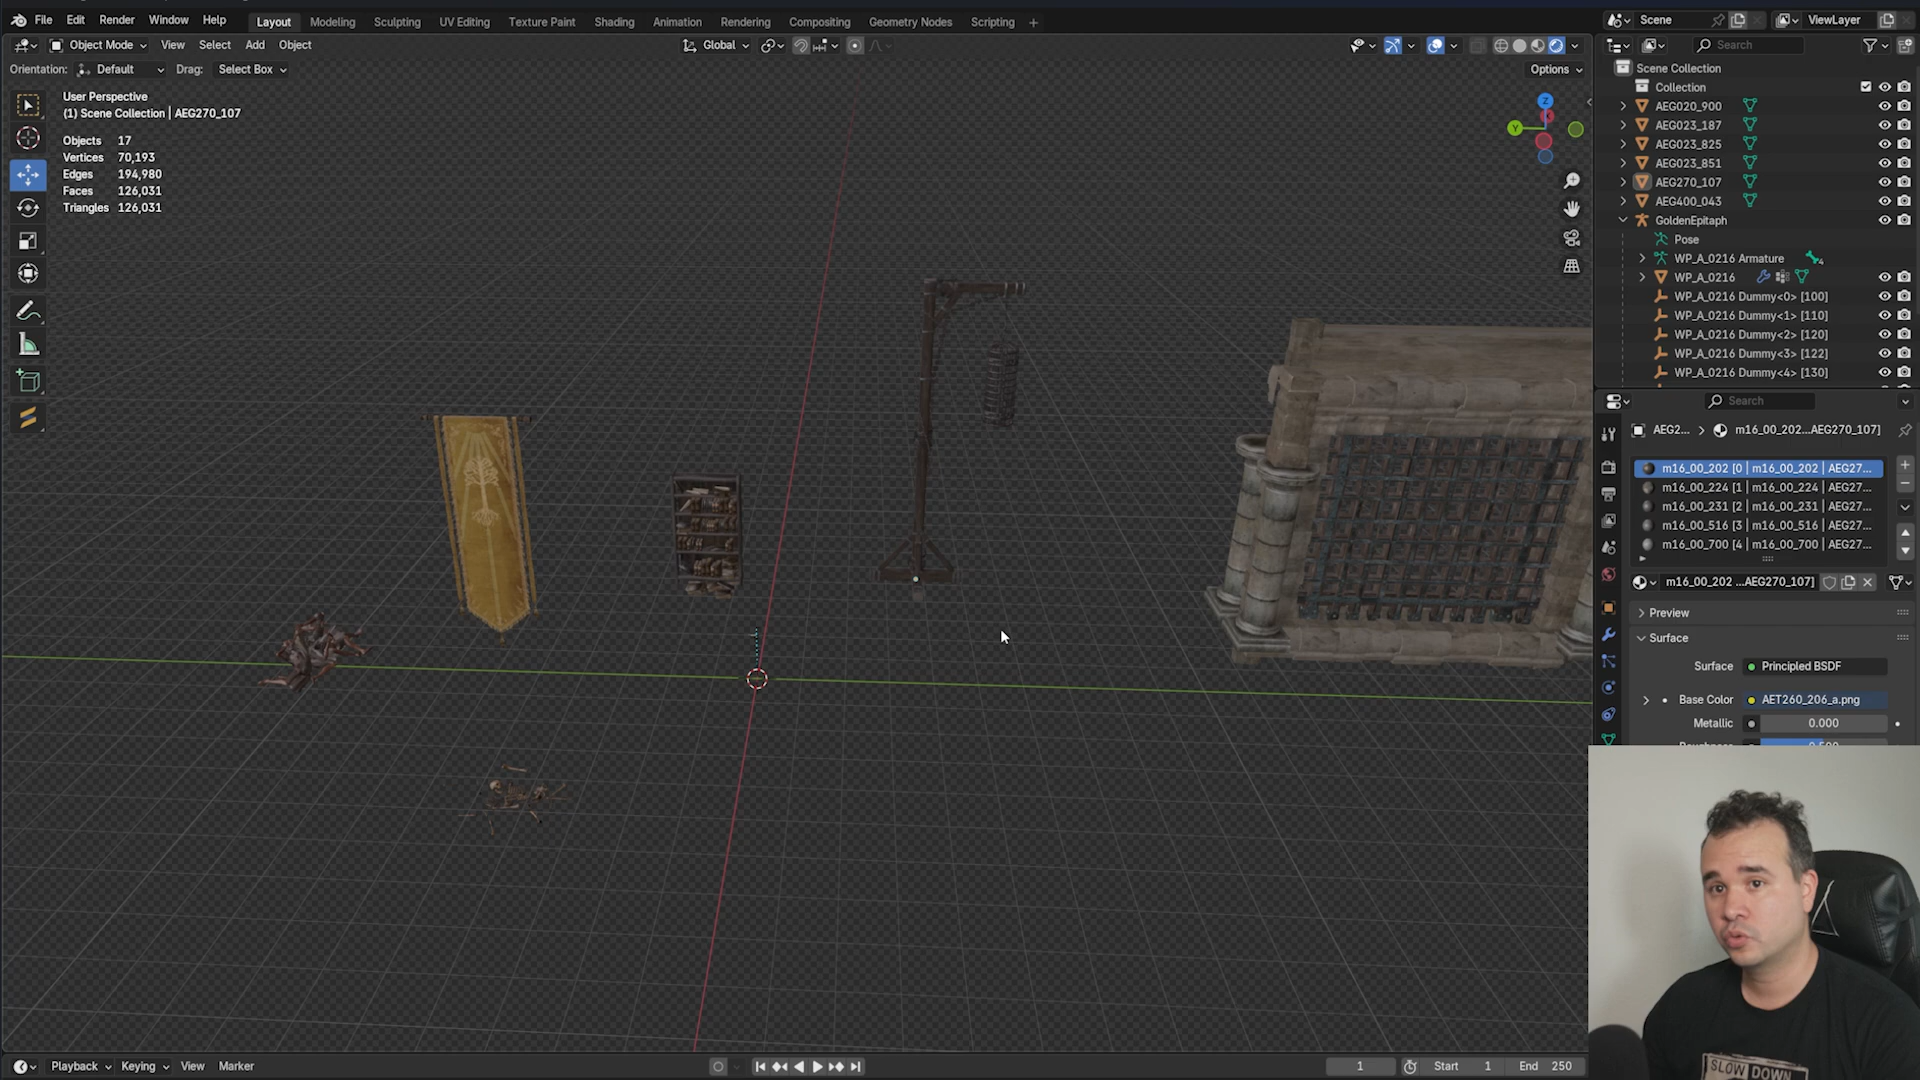 File Edit Render Window Help Layout Modeling Sculpting UV Editing Texture Paint Shading Animation Rendering Compositing Geometry Nodes Scripting + Scene ViewLayer
Object Mode View Select Add Object Global Search
Orientation: Default Drag: Select Box Options
User Perspective
(1) Scene Collection | AEG270_107
Objects 17
Vertices 70,193
Edges 194,980
Faces 126,031
Triangles 126,031
Z
Y
Scene Collection
Collection
AEG020_900
AEG023_187
AEG023_825
AEG023_851
AEG270_107
AEG400_043
GoldenEpitaph
Pose
WP_A_0216 Armature 4
WP_A_0216
WP_A_0216 Dummy<0> [100]
WP_A_0216 Dummy<1> [110]
WP_A_0216 Dummy<2> [120]
WP_A_0216 Dummy<3> [122]
WP_A_0216 Dummy<4> [130]
Search
AEG2... > m16_00_202...AEG270_107]
m16_00_202 [0 | m16_00_202 | AEG27...
m16_00_224 [1 | m16_00_224 | AEG27...
m16_00_231 [2 | m16_00_231 | AEG27...
m16_00_516 [3 | m16_00_516 | AEG27...
m16_00_700 [4 | m16_00_700 | AEG27...
m16_00_202 ...AEG270_107]
Preview
Surface
Surface Principled BSDF
Base Color AET260_206_a.png
Metallic 0.000
SLOW DOWN
Playback Keying View Marker 1 Start 1 End 250